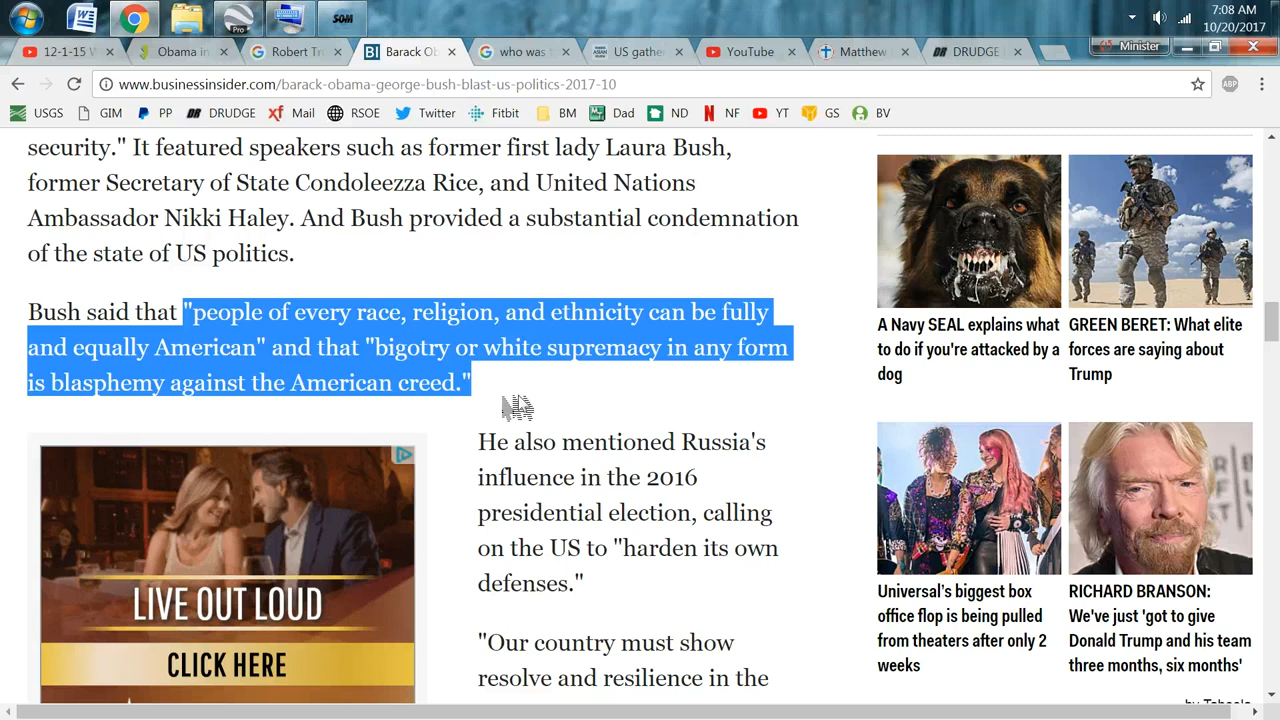 7:08 AM
10/20/2017
Pro
SOM
12-1-15 W
Obama in
Robert Tr
BI
Barack Ob
who was
US gathe
YouTube
Matthew
DR
DRUDGE
Minister
www.businessinsider.com/barack-obama-george-bush-blast-us-politics-2017-10
ABP
USGS
GIM
PP
DR DRUDGE
xf Mail
RSOE
Twitter
Fitbit
BM
Dad
ND
NF
YT
GS
BV
security." It featured speakers such as former first lady Laura Bush,
former Secretary of State Condoleezza Rice, and United Nations
Ambassador Nikki Haley. And Bush provided a substantial condemnation
of the state of US politics.
Bush said that "people of every race, religion, and ethnicity can be fully
and equally American" and that "bigotry or white supremacy in any form
is blasphemy against the American creed."
He also mentioned Russia's
influence in the 2016
presidential election, calling
on the US to "harden its own
defenses."
"Our country must show
resolve and resilience in the
LIVE OUT LOUD
CLICK HERE
A Navy SEAL explains what
to do if you're attacked by a
dog
GREEN BERET: What elite
forces are saying about
Trump
Universal's biggest box
office flop is being pulled
from theaters after only 2
weeks
RICHARD BRANSON:
We've just 'got to give
Donald Trump and his team
three months, six months'
by Taboola